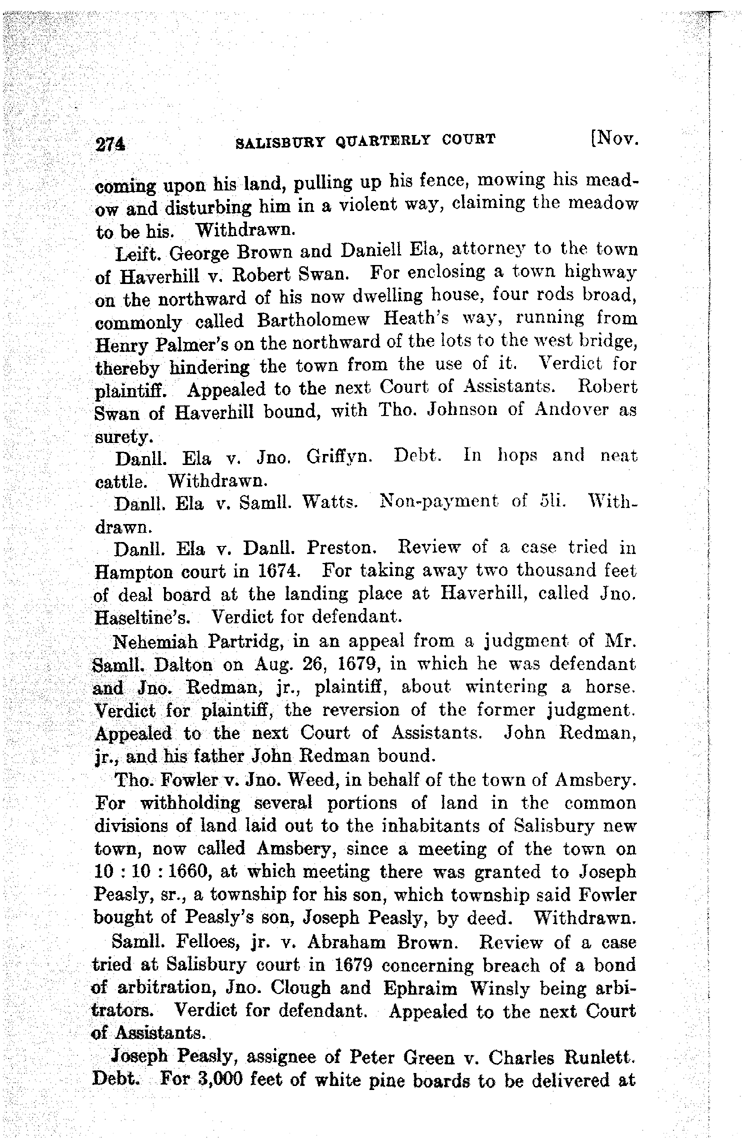 274 SALISBURY QUARTERLY COURT [Nov.
coming upon his land, pulling up his fence, mowing his mead-
ow and disturbing him in a violent way, claiming the meadow
to be his. Withdrawn.
Leift. George Brown and Daniell Ela, attorney to the town
of Haverhill v. Robert Swan. For enclosing a town highway
on the northward of his now dwelling house, four rods broad,
commonly called Bartholomew Heath's way, running from
Henry Palmer's on the northward of the lots to the west bridge,
thereby hindering the town from the use of it. Verdict for
plaintiff. Appealed to the next Court of Assistants. Robert
Swan of Haverhill bound, with Tho. Johnson of Andover as
surety.
Danll. Ela v. Jno. Griffyn. Debt. In hops and neat
cattle. Withdrawn.
Danll. Ela v. Samll. Watts. Non-payment of 5li. With-
drawn.
Danll. Ela v. Danll. Preston. Review of a case tried in
Hampton court in 1674. For taking away two thousand feet
of deal board at the landing place at Haverhill, called Jno.
Haseltine's. Verdict for defendant.
Nehemiah Partridg, in an appeal from a judgment of Mr.
Samll. Dalton on Aug. 26, 1679, in which he was defendant
and Jno. Redman, jr., plaintiff, about wintering a horse.
Verdict for plaintiff, the reversion of the former judgment.
Appealed to the next Court of Assistants. John Redman,
jr., and his father John Redman bound.
Tho. Fowler v. Jno. Weed, in behalf of the town of Amsbery.
For withholding several portions of land in the common
divisions of land laid out to the inhabitants of Salisbury new
town, now called Amsbery, since a meeting of the town on
10 : 10 : 1660, at which meeting there was granted to Joseph
Peasly, sr., a township for his son, which township said Fowler
bought of Peasly's son, Joseph Peasly, by deed. Withdrawn.
Samll. Felloes, jr. v. Abraham Brown. Review of a case
tried at Salisbury court in 1679 concerning breach of a bond
of arbitration, Jno. Clough and Ephraim Winsly being arbi-
trators. Verdict for defendant. Appealed to the next Court
of Assistants.
Joseph Peasly, assignee of Peter Green v. Charles Runlett.
Debt. For 3,000 feet of white pine boards to be delivered at